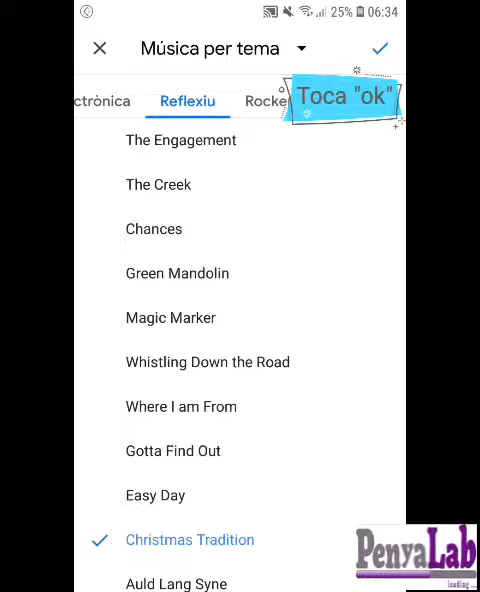 25% 06:34
Música per tema
Toca "ok"
ctrònica Reflexiu Rocke
The Engagement
The Creek
Chances
Green Mandolin
Magic Marker
Whistling Down the Road
Where I am From
Gotta Find Out
Easy Day
Christmas Tradition
Auld Lang Syne
PenyaLab
loading...